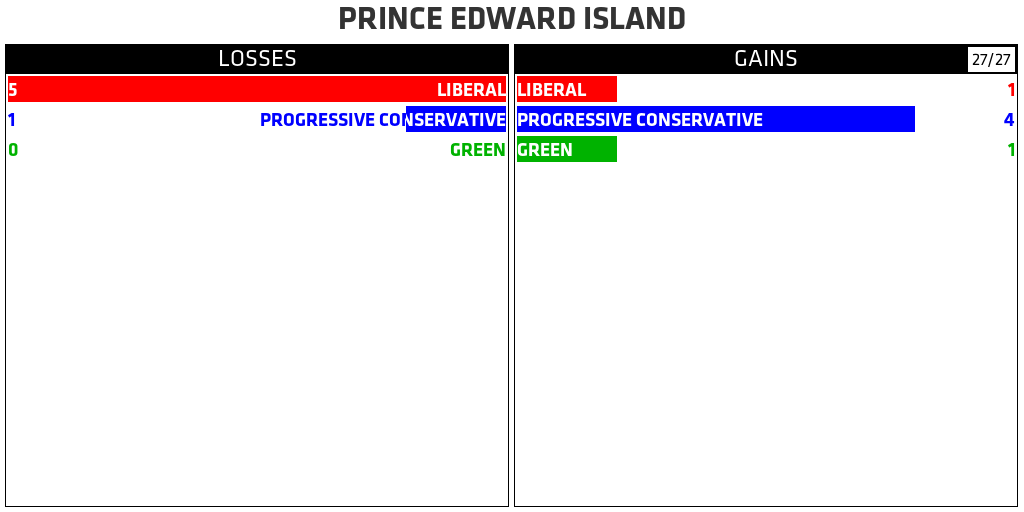 PRINCE EDWARD ISLAND
LOSSES
5 LIBERAL
1 PROGRESSIVE CONSERVATIVE
0 GREEN
GAINS 27/27
LIBERAL 1
PROGRESSIVE CONSERVATIVE 4
GREEN 1